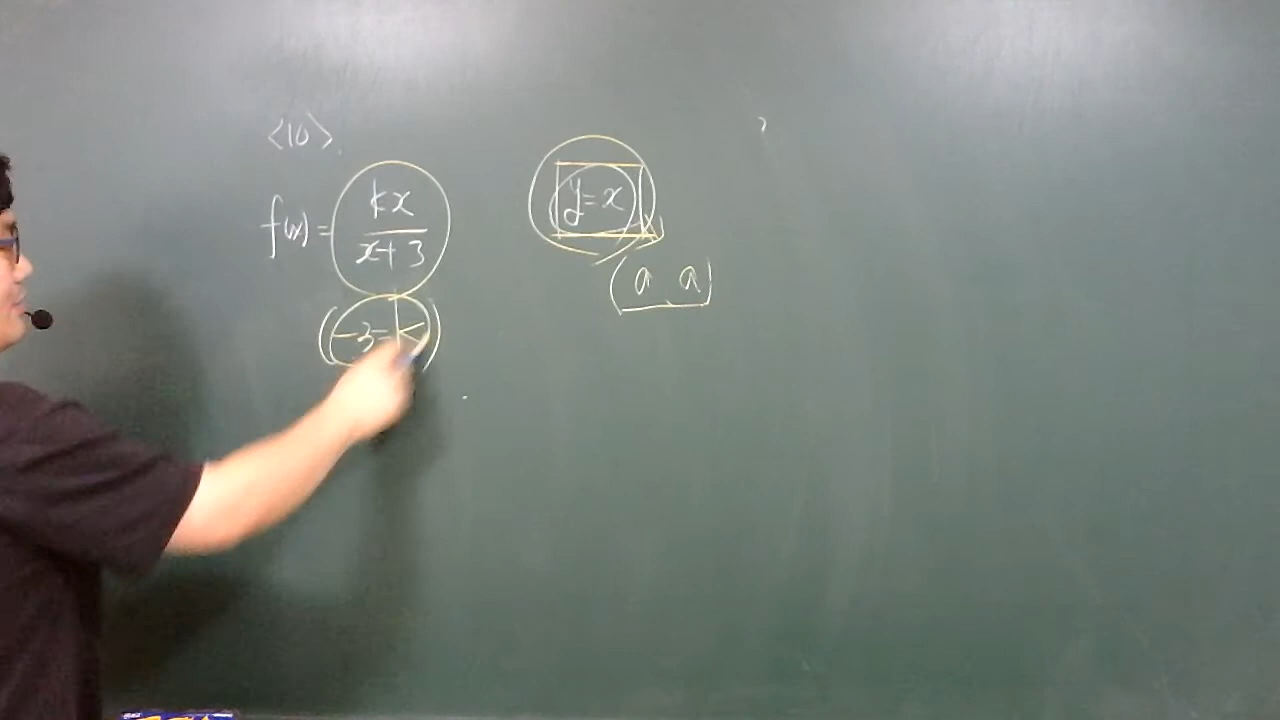 <10>.
f(x) = kx / x+3
y=x
(a a)
(-3=k)